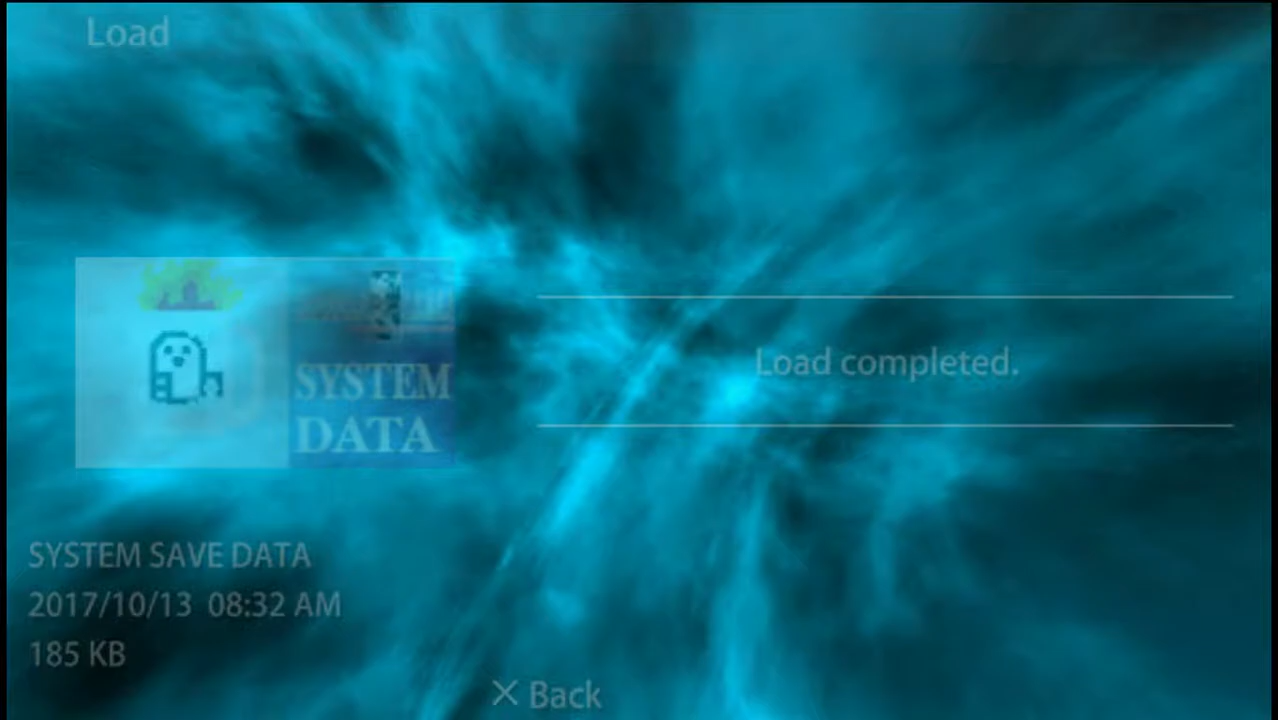 Load
SYSTEM
DATA
Load completed.
SYSTEM SAVE DATA
2017/10/13 08:32 AM
185 KB
X Back